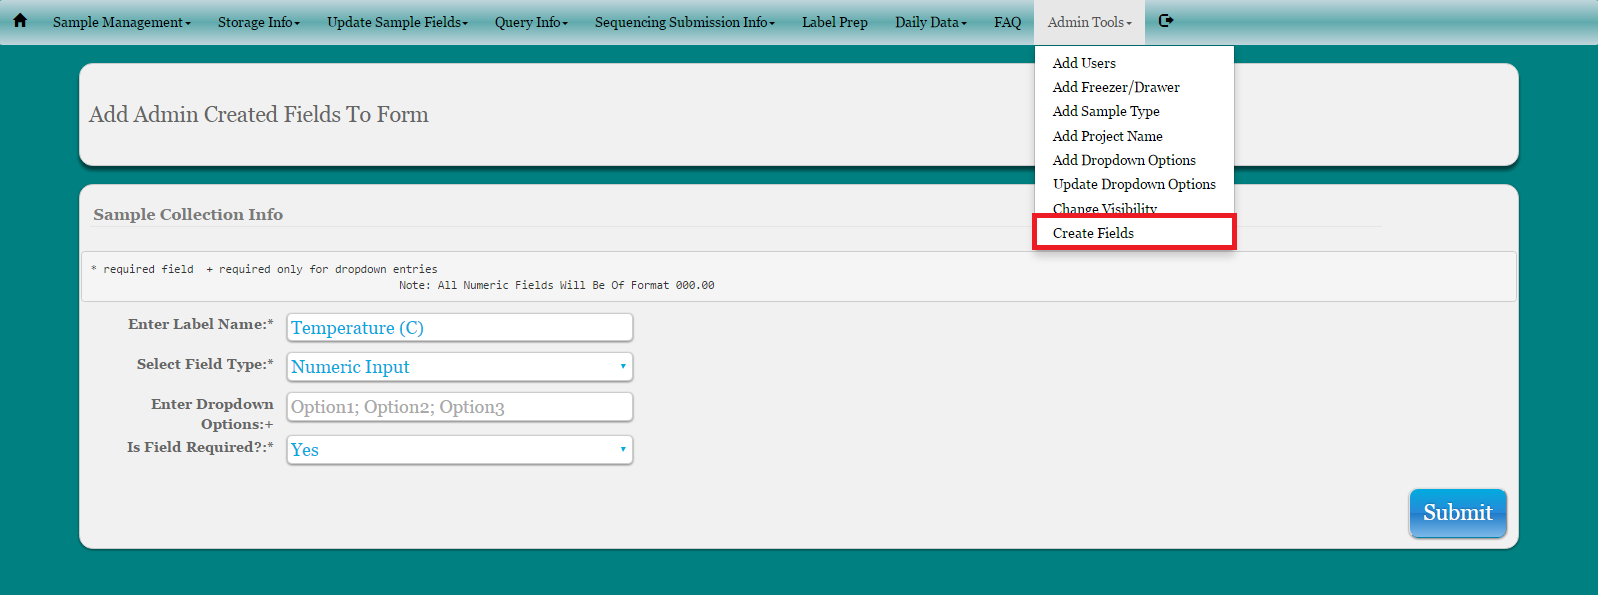 Sample Management Storage Info Update Sample Fields Query Info Sequencing Submission Info Label Prep Daily Data FAQ Admin Tools
Add Users
Add Freezer/Drawer
Add Sample Type
Add Project Name
Add Dropdown Options
Update Dropdown Options
Change Visibility
Create Fields
Add Admin Created Fields To Form
Sample Collection Info
* required field + required only for dropdown entries
Note: All Numeric Fields Will Be Of Format 000.00
Enter Label Name:* Temperature (C)
Select Field Type:* Numeric Input
Enter Dropdown
Options:+ Option1; Option2; Option3
Is Field Required?:* Yes
Submit